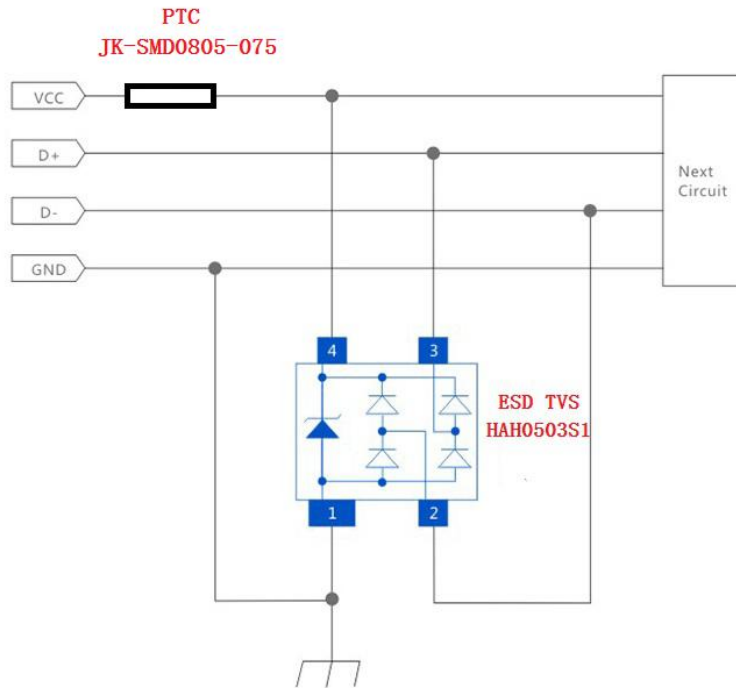 PTC
JK-SMD0805-075
VCC
D+
D-
GND
Next
Circuit
4
3
ESD TVS
HAH0503S1
1
2